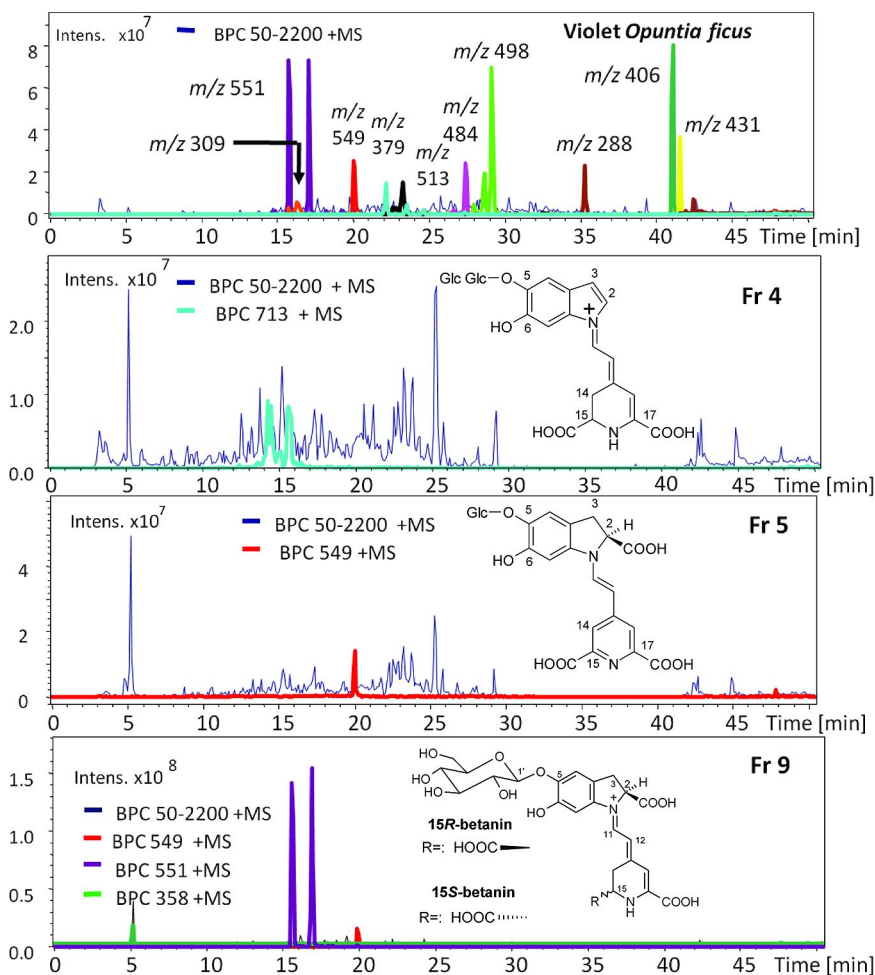 Intens. x10^7
BPC 50-2200 +MS
Violet Opuntia ficus
8
6
4
2
0
m/z 551
m/z 309
m/z 549
m/z 379
m/z 513
m/z 484
m/z 498
m/z 288
m/z 406
m/z 431
0 5 10 15 20 25 30 35 40 45 Time [min]
Intens. x10^7
BPC 50-2200 + MS
BPC 713 + MS
Fr 4
2.0
1.0
0.0
Glc Glc-O 5 3
2
HO 6 N +
14
15 17
HOOC N H COOH
0 5 10 15 20 25 30 35 40 45 Time [min]
Intens. x10^7
BPC 50-2200 +MS
BPC 549 +MS
Fr 5
4
2
0
Glc-O 5 3
2 H
HO 6 N COOH
14 17
HOOC 15 N COOH
0 5 10 15 20 25 30 35 40 45 Time [min]
Intens. x10 8
BPC 50-2200 +MS
BPC 549 +MS
BPC 551 +MS
BPC 358 +MS
Fr 9
1.5
1.0
0.5
0.0
HO O 1' O 5
HO HO OH 3 2 H
HO N + COOH
11 12
15R-betanin
R=: HOOC
15S-betanin
R=: HOOC
15
R N H COOH
0 5 10 15 20 25 30 35 40 45 Time [min]